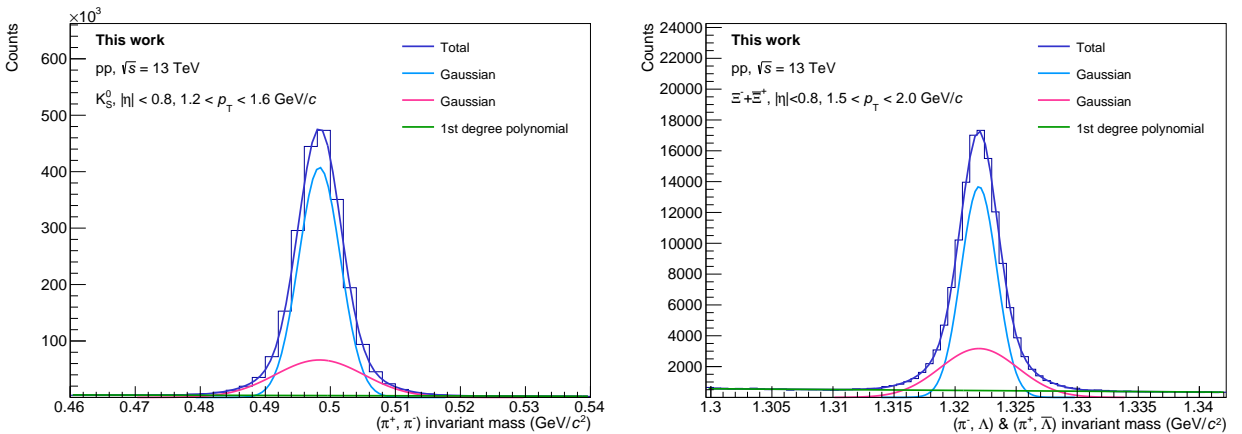 ×10³
Counts
600
500
400
300
200
100
This work
pp, √s = 13 TeV
K⁰_S, |η| < 0.8, 1.2 < p_T < 1.6 GeV/c
Total
Gaussian
Gaussian
1st degree polynomial
0.46 0.47 0.48 0.49 0.5 0.51 0.52 0.53 0.54
(π⁺, π⁻) invariant mass (GeV/c²)
Counts
24000
22000
20000
18000
16000
14000
12000
10000
8000
6000
4000
2000
This work
pp, √s = 13 TeV
Ξ⁻+Ξ̅⁺, |η|<0.8, 1.5 < p_T < 2.0 GeV/c
Total
Gaussian
Gaussian
1st degree polynomial
1.3 1.305 1.31 1.315 1.32 1.325 1.33 1.335 1.34
(π⁻, Λ) & (π⁺, Λ̅) invariant mass (GeV/c²)